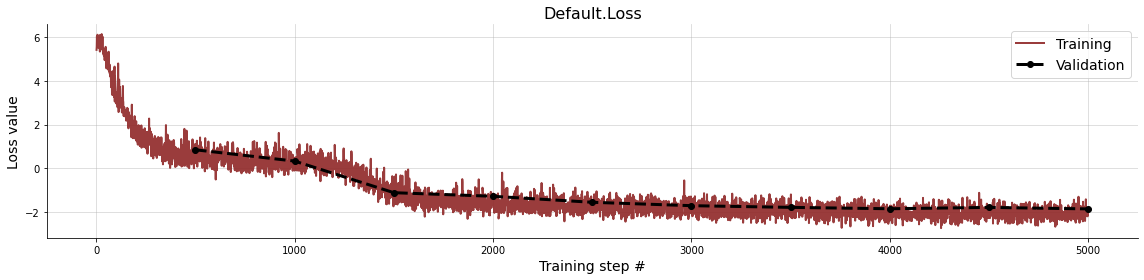 Default.Loss
Training
Validation
Loss value
6
4
2
0
−2
0
1000
2000
3000
4000
5000
Training step #